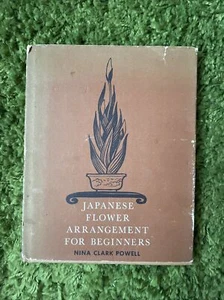 JAPANESE
FLOWER
ARRANGEMENT
FOR BEGINNERS
NINA CLARK POWELL